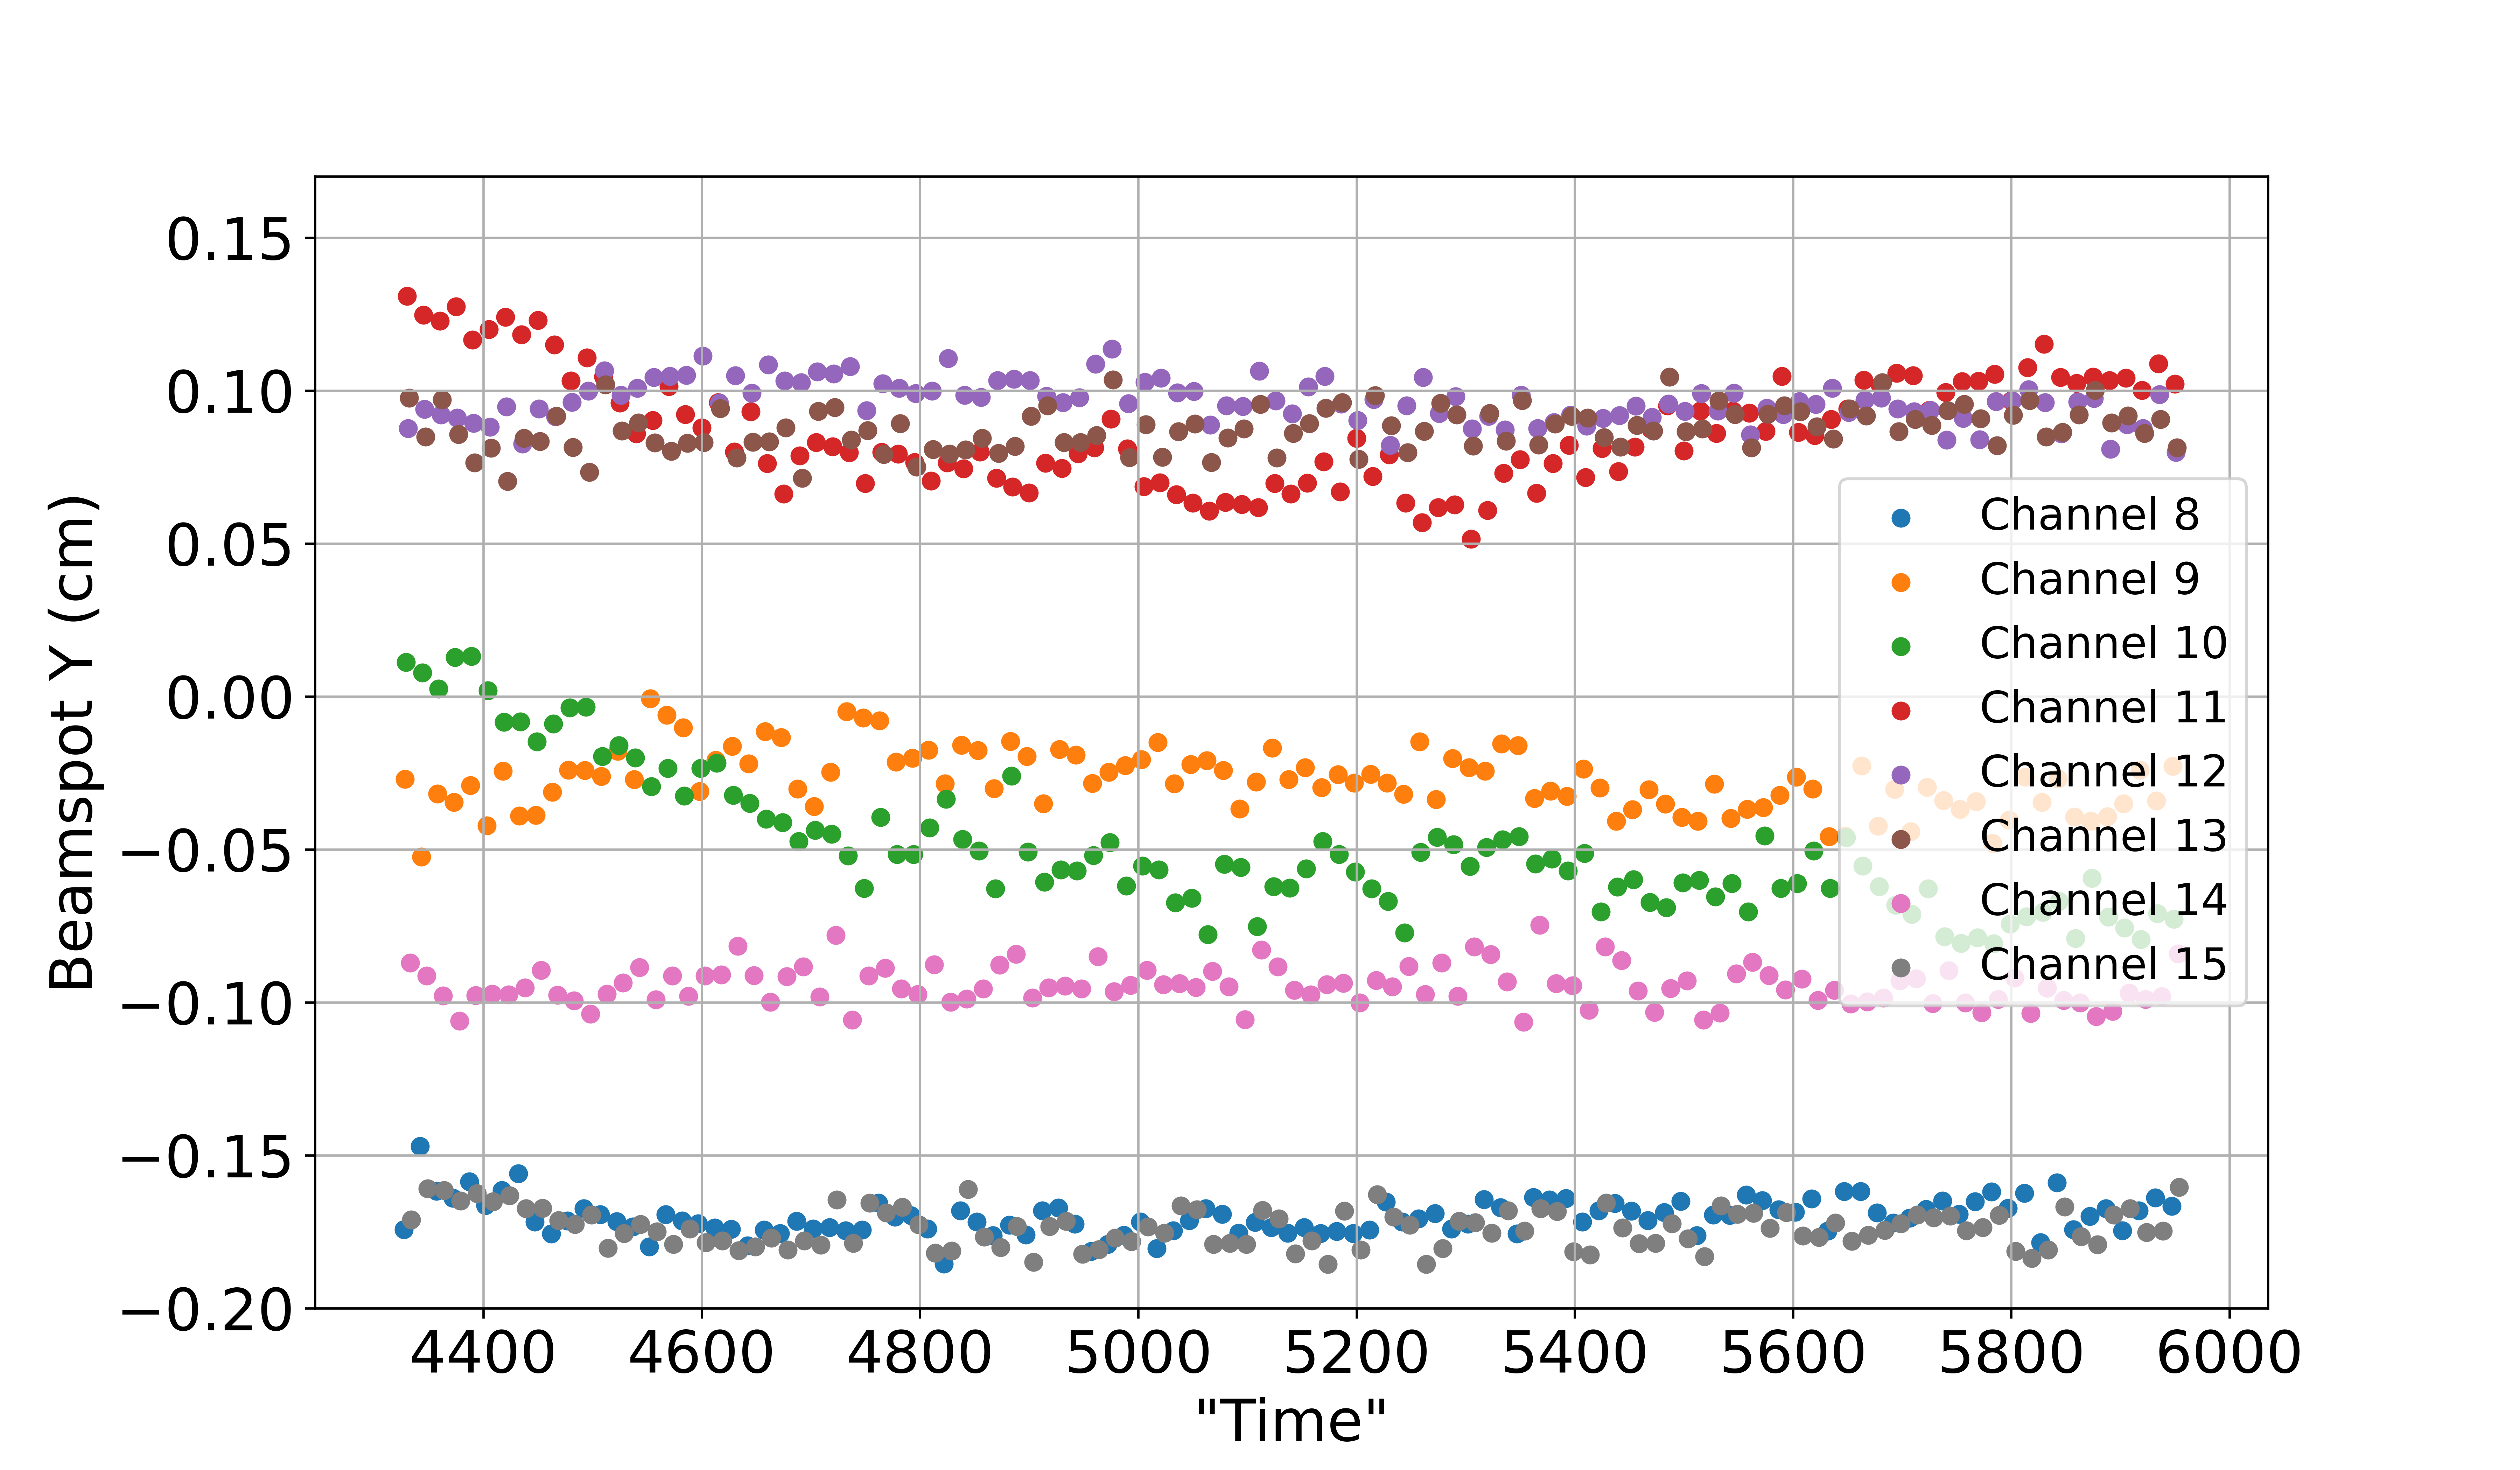 Beamspot Y (cm)
0.15
0.10
0.05
0.00
−0.05
−0.10
−0.15
−0.20
Channel 8
Channel 9
Channel 10
Channel 11
Channel 12
Channel 13
Channel 14
Channel 15
4400 4600 4800 5000 5200 5400 5600 5800 6000
"Time"